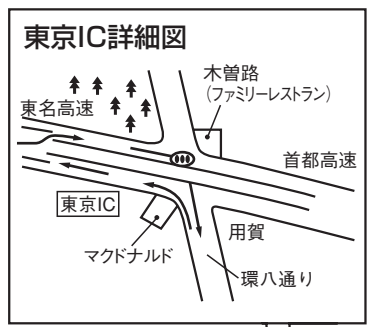 東京IC詳細図
木曽路
(ファミリーレストラン)
東名高速
首都高速
東京IC
用賀
マクドナルド
環八通り